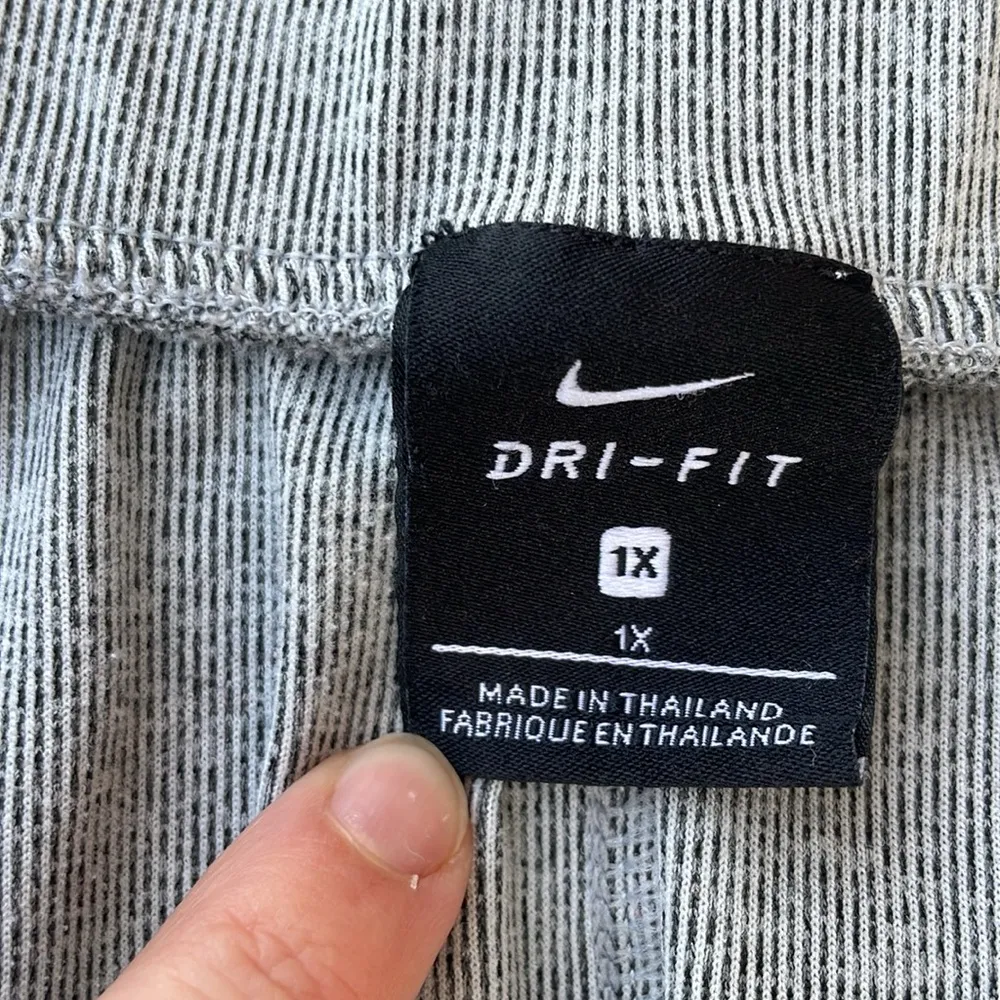 DRI-FIT
1X
1X
MADE IN THAILAND
FABRIQUE EN THAILANDE